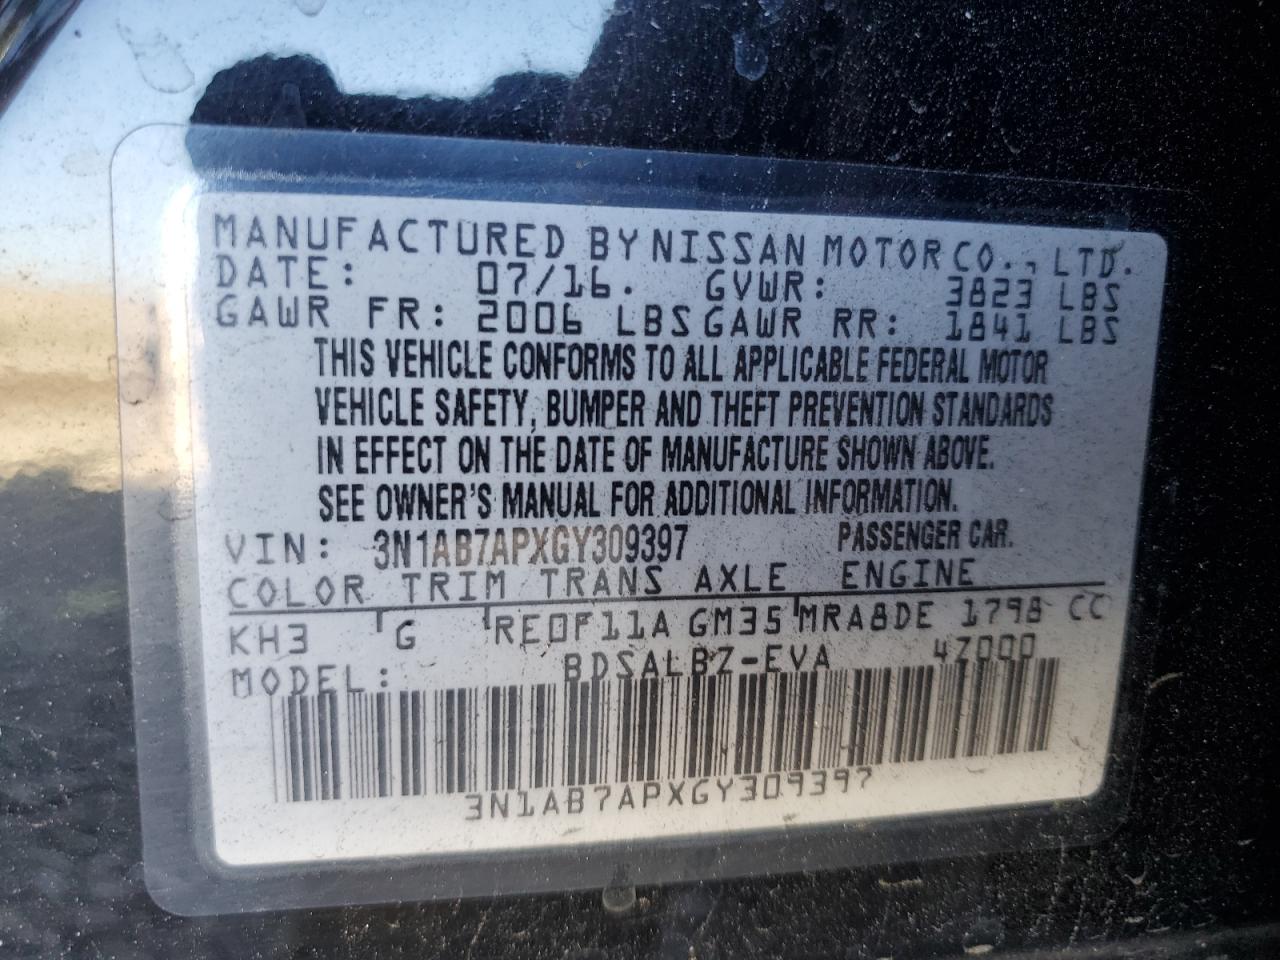 MANUFACTURED BY NISSAN MOTOR CO., LTD.
DATE: 07/16. GVWR: 3823 LBS
GAWR FR: 2006 LBS GAWR RR: 1841 LBS
THIS VEHICLE CONFORMS TO ALL APPLICABLE FEDERAL MOTOR
VEHICLE SAFETY, BUMPER AND THEFT PREVENTION STANDARDS
IN EFFECT ON THE DATE OF MANUFACTURE SHOWN ABOVE.
SEE OWNER'S MANUAL FOR ADDITIONAL INFORMATION.
VIN: 3N1AB7APXGY309397 PASSENGER CAR.
COLOR TRIM TRANS AXLE ENGINE
KH3 G RE0F11A GM35 MRA8DE 1798 CC
MODEL: BDSALBZ-EVA 4Z000
3N1AB7APXGY309397